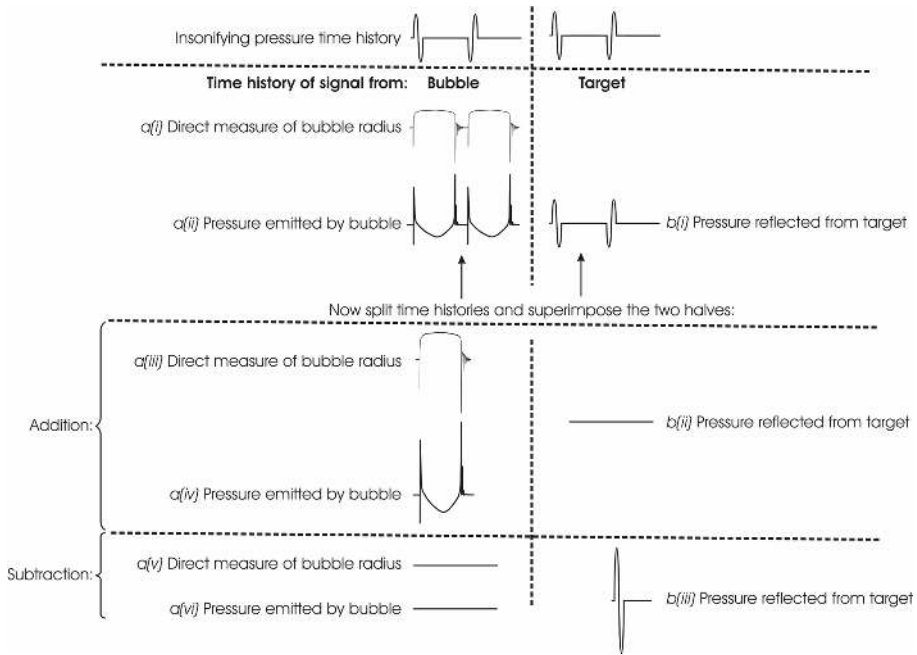 Insonifying pressure time history
Time history of signal from: Bubble Target
a(i) Direct measure of bubble radius
a(ii) Pressure emitted by bubble
b(i) Pressure reflected from target
Now split time histories and superimpose the two halves:
a(iii) Direct measure of bubble radius
Addition:
b(ii) Pressure reflected from target
a(iv) Pressure emitted by bubble
a(v) Direct measure of bubble radius
Subtraction:
a(vi) Pressure emitted by bubble
b(iii) Pressure reflected from target